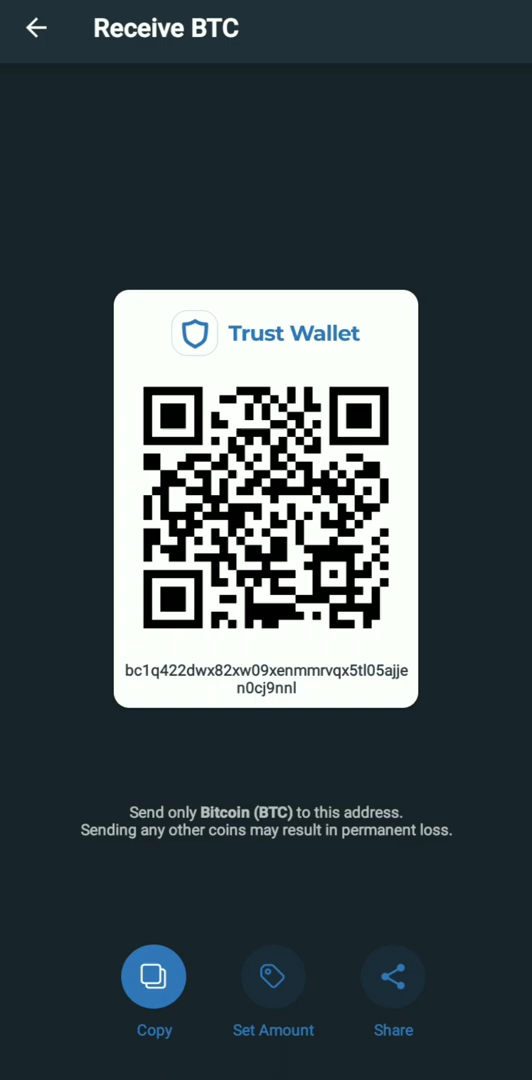 Receive BTC
Trust Wallet
bc1q422dwx82xw09xenmmrvqx5tl05ajje
n0cj9nnl
Send only Bitcoin (BTC) to this address.
Sending any other coins may result in permanent loss.
Copy
Set Amount
Share